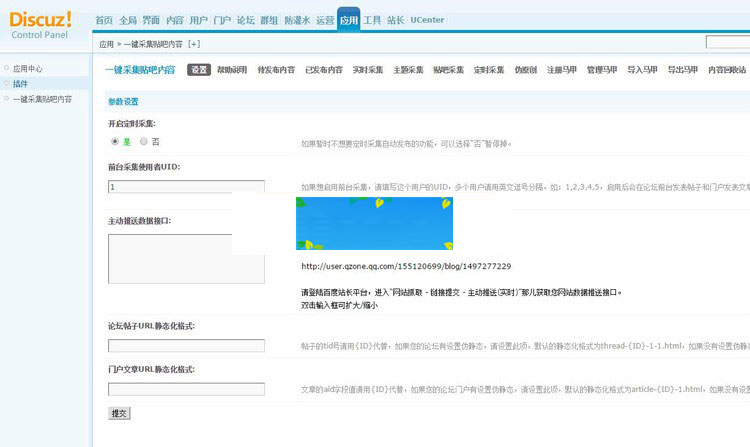 Discuz!
Control Panel
首页 全局 界面 内容 用户 门户 论坛 群组 防灌水 运营 应用 工具 站长 UCenter
应用 » 一键采集贴吧内容 [+]
应用中心
插件
一键采集贴吧内容
一键采集贴吧内容 设置 帮助说明 待发布内容 已发布内容 实时采集 主题采集 贴吧采集 定时采集 伪原创 注册马甲 管理马甲 导入马甲 导出马甲 内容回收站
参数设置
开启定时采集:
是 否 如果暂时不想要定时采集自动发布的功能，可以选择"否"暂停掉。
前台采集使用者UID:
1 如果想启用前台采集，请填写这个用户的UID，多个用户请用英文逗号分隔，如：1,2,3,4,5，启用后会在论坛前台发表帖子和门户发表文章
主动推送数据接口:
http://user.qzone.qq.com/155120699/blog/1497277229
请登陆百度站长平台，进入"网站抓取 - 链接提交 - 主动推送(实时)"那儿获取您网站数据推送接口。
双击输入框可扩大/缩小
论坛帖子URL静态化格式:
帖子的tid号请用{ID}代替，如果您的论坛有设置伪静态，请设置此项，默认的静态化格式为thread-{ID}-1-1.html，如果没有设置伪静
门户文章URL静态化格式:
文章的aid字段值请用{ID}代替，如果您的论坛门户有设置伪静态，请设置此项，默认的静态化格式为article-{ID}-1.html，如果没有设
提交